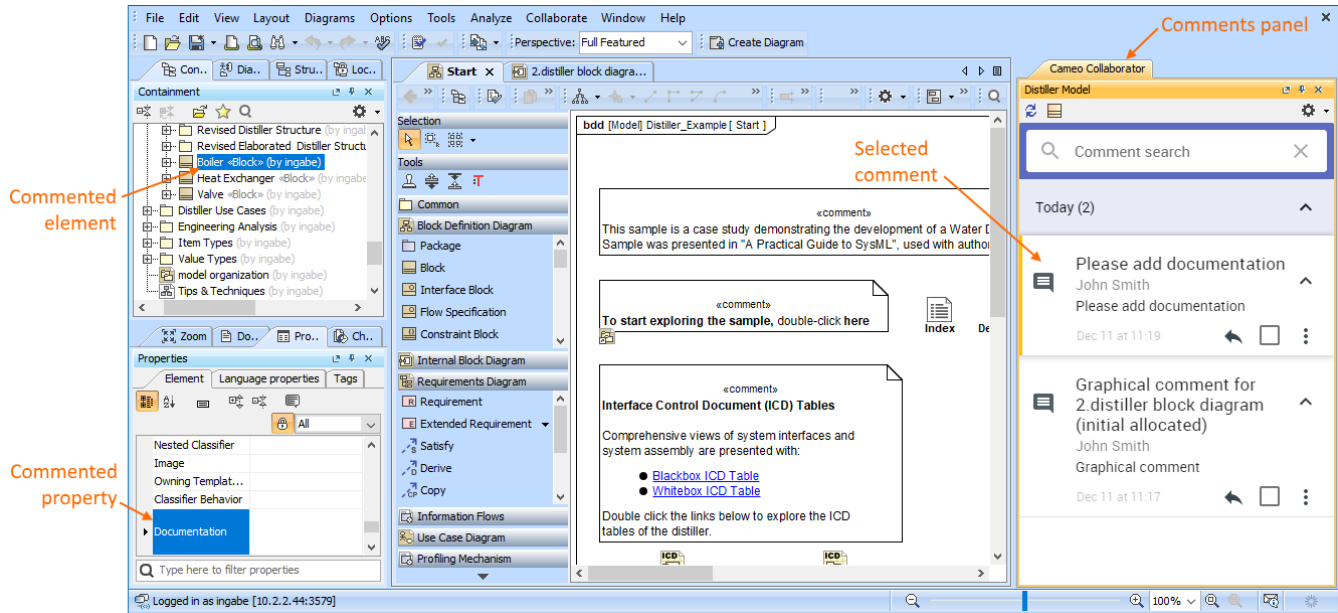 File Edit View Layout Diagrams Options Tools Analyze Collaborate Window Help
Comments panel
Perspective: Full Featured
Create Diagram
Con.. Dia.. Stru.. Loc..
Containment
Revised Distiller Structure (by ingal
Revised Elaborated Distiller Structu
Boiler «Block» (by ingabe)
Heat Exchanger «Block» (by ingabe
Valve «Block» (by ingabe)
Distiller Use Cases (by ingabe)
Engineering Analysis (by ingabe)
Item Types (by ingabe)
Value Types (by ingabe)
model organization (by ingabe)
Tips & Techniques (by ingabe)
Commented
element
Zoom Do.. Pro.. Ch..
Properties
Element Language properties Tags
All
Nested Classifier
Image
Owning Templat...
Classifier Behavior
Documentation
Commented
property
Type here to filter properties
Start 2.distiller block diagra...
Selection
Tools
Common
Block Definition Diagram
Package
Block
Interface Block
Flow Specification
Constraint Block
Internal Block Diagram
Requirements Diagram
Requirement
Extended Requirement
Satisfy
Derive
Copy
Information Flows
Use Case Diagram
Profiling Mechanism
bdd [Model] Distiller_Example [ Start ]
«comment»
This sample is a case study demonstrating the development of a Water D
Sample was presented in "A Practical Guide to SysML", used with author
«comment»
To start exploring the sample, double-click here
Index De
«comment»
Interface Control Document (ICD) Tables
Comprehensive views of system interfaces and
system assembly are presented with:
● Blackbox ICD Table
● Whitebox ICD Table
Double click the links below to explore the ICD
tables of the distiller.
ICD ICD
Selected
comment
Cameo Collaborator
Distiller Model
Comment search
Today (2)
Please add documentation
John Smith
Please add documentation
Dec 11 at 11:19
Graphical comment for
2.distiller block diagram
(initial allocated)
John Smith
Graphical comment
Dec 11 at 11:17
Logged in as ingabe [10.2.2.44:3579]
100%